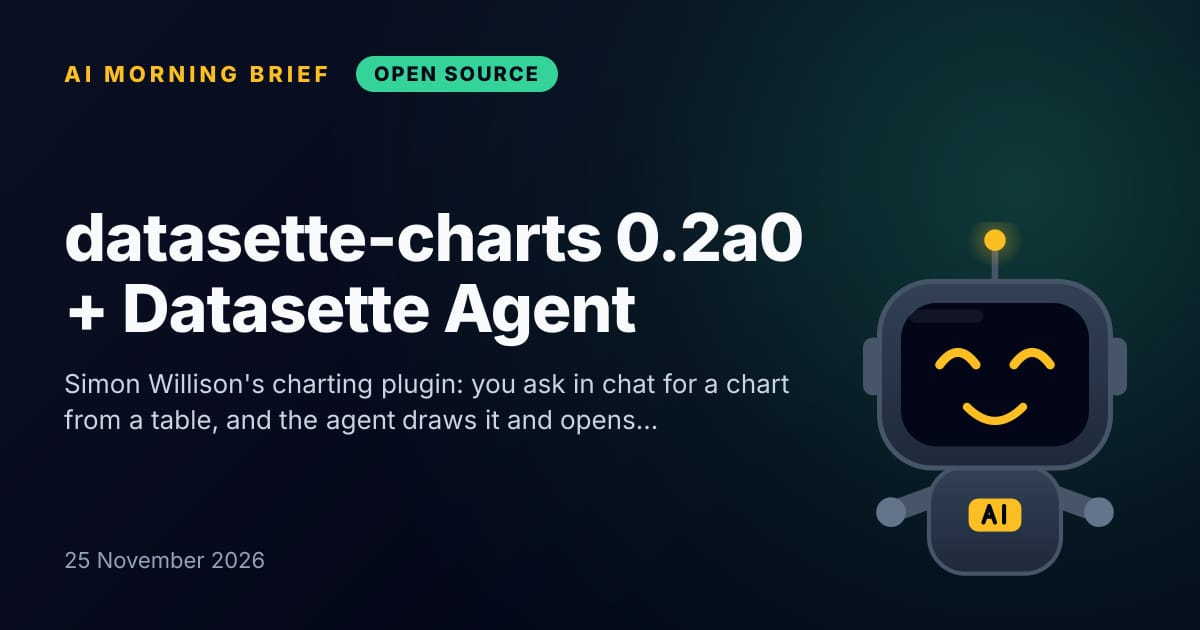 AI MORNING BRIEF
OPEN SOURCE
datasette-charts 0.2a0
+ Datasette Agent
Simon Willison's charting plugin: you ask in chat for a chart
from a table, and the agent draws it and opens...
AI
25 November 2026